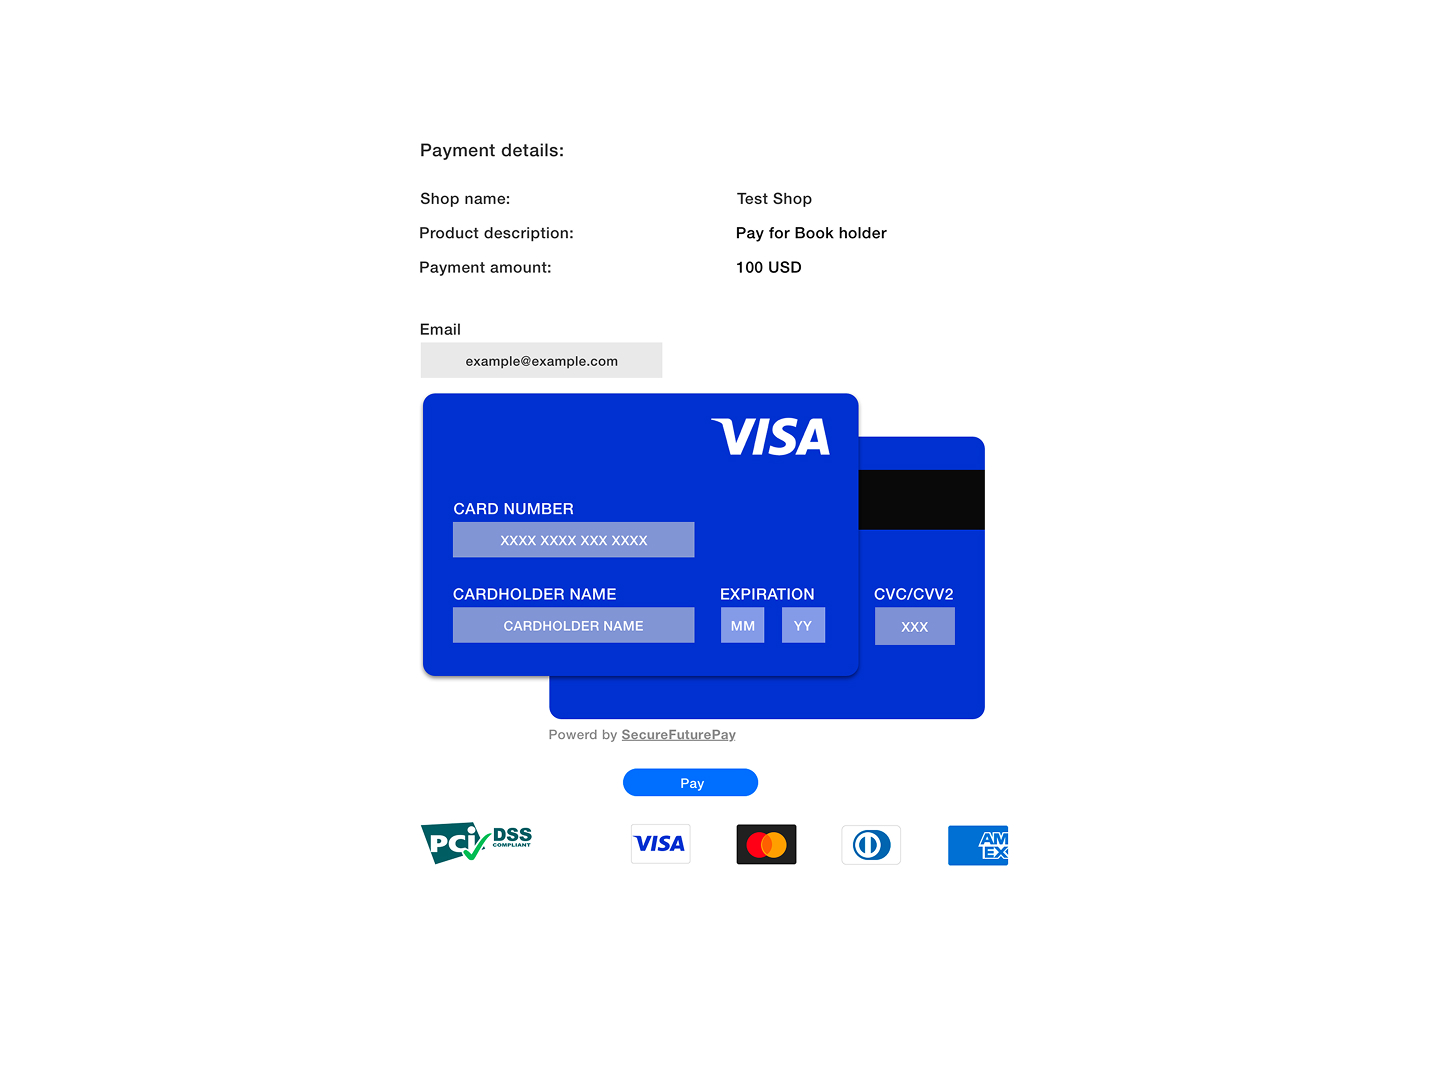 Payment details:
Shop name: Test Shop
Product description: Pay for Book holder
Payment amount: 100 USD
Email
example@example.com
VISA
CARD NUMBER
XXXX XXXX XXX XXXX
CARDHOLDER NAME EXPIRATION CVC/CVV2
CARDHOLDER NAME MM YY XXX
Powerd by SecureFuturePay
Pay
PCi DSS COMPLIANT VISA AM EX